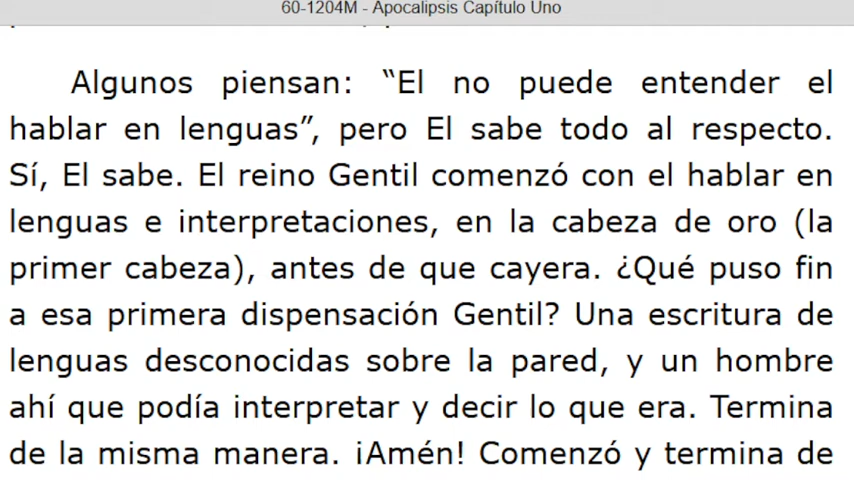 60-1204M - Apocalipsis Capítulo Uno
Algunos piensan: “El no puede entender el
hablar en lenguas”, pero El sabe todo al respecto.
Sí, El sabe. El reino Gentil comenzó con el hablar en
lenguas e interpretaciones, en la cabeza de oro (la
primer cabeza), antes de que cayera. ¿Qué puso fin
a esa primera dispensación Gentil? Una escritura de
lenguas desconocidas sobre la pared, y un hombre
ahí que podía interpretar y decir lo que era. Termina
de la misma manera. ¡Amén! Comenzó y termina de